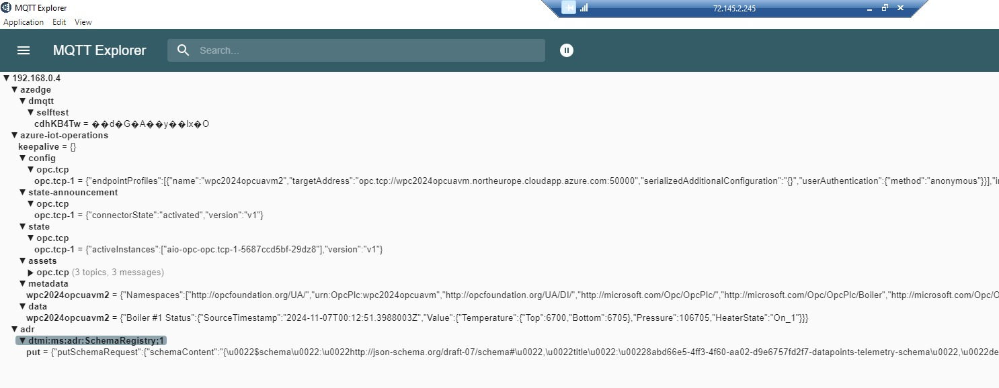 MQTT Explorer
72.145.2.245
Application Edit View
MQTT Explorer
Search...
192.168.0.4
azedge
dmqtt
selftest
cdhKB4Tw = ��d�G�A��y��Ix�O
azure-iot-operations
keepalive = {}
config
opc.tcp
opc.tcp-1 = {"endpointProfiles":[{"name":"wpc2024opcuavm2","targetAddress":"opc.tcp://wpc2024opcuavm.northeurope.cloudapp.azure.com:50000","serializedAdditionalConfiguration":"{}","userAuthentication":{"method":"anonymous"}}],"i
state-announcement
opc.tcp
opc.tcp-1 = {"connectorState":"activated","version":"v1"}
state
opc.tcp
opc.tcp-1 = {"activeInstances":["aio-opc-opc.tcp-1-5687ccd5bf-29dz8"],"version":"v1"}
assets
opc.tcp (3 topics, 3 messages)
metadata
wpc2024opcuavm2 = {"Namespaces":["http://opcfoundation.org/UA/","urn:OpcPlc:wpc2024opcuavm","http://opcfoundation.org/UA/DI/","http://microsoft.com/Opc/OpcPlc/","http://microsoft.com/Opc/OpcPlc/Boiler","http://microsoft.com/Opc/O
data
wpc2024opcuavm2 = {"Boiler #1 Status":{"SourceTimestamp":"2024-11-07T00:12:51.3988003Z","Value":{"Temperature":{"Top":6700,"Bottom":6705},"Pressure":106705,"HeaterState":"On_1"}}}
adr
dtmi:ms:adr:SchemaRegistry;1
put = {"putSchemaRequest":{"schemaContent":"{\u0022$schema\u0022:\u0022http://json-schema.org/draft-07/schema#\u0022,\u0022title\u0022:\u00228abd66e5-4ff3-4f60-aa02-d9e6757fd2f7-datapoints-telemetry-schema\u0022,\u0022de